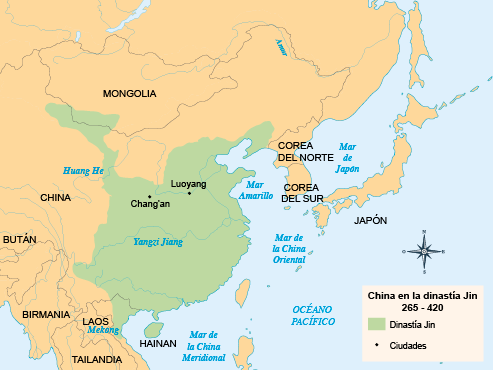 Amur
MONGOLIA
COREA
DEL NORTE
Mar
de
Japón
Huang He
Luoyang
Mar
Amarillo
COREA
DEL SUR
CHINA
Chang'an
JAPÓN
BUTÁN
Yangzi Jiang
Mar de
la China
Oriental
N
O
E
S
BIRMANIA
LAOS
Mekong
HAINAN
TAILANDIA
Mar de
la China
Meridional
OCÉANO
PACÍFICO
China en la dinastía Jin
265 - 420
Dinastía Jin
Ciudades